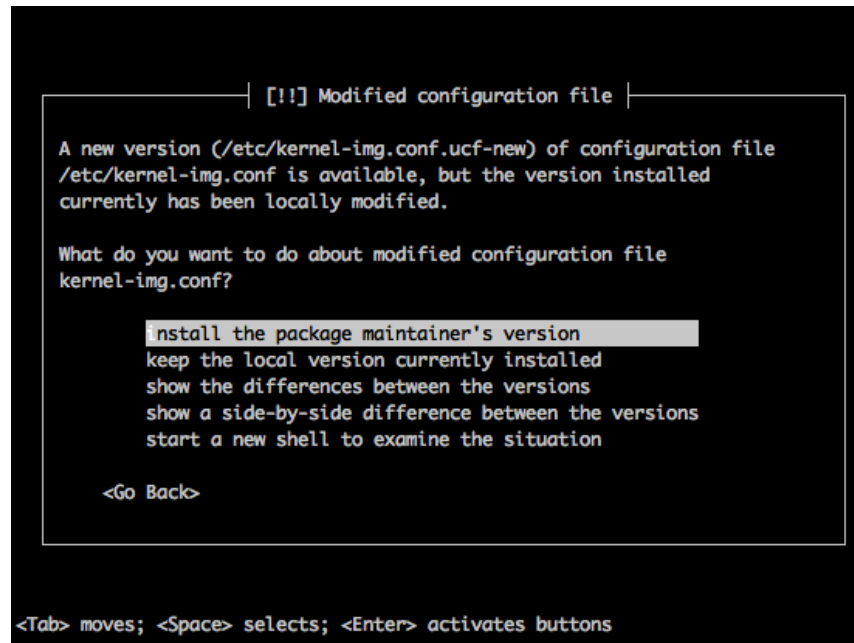 [!!] Modified configuration file
A new version (/etc/kernel-img.conf.ucf-new) of configuration file
/etc/kernel-img.conf is available, but the version installed
currently has been locally modified.
What do you want to do about modified configuration file
kernel-img.conf?
install the package maintainer's version
keep the local version currently installed
show the differences between the versions
show a side-by-side difference between the versions
start a new shell to examine the situation
<Go Back>
<Tab> moves; <Space> selects; <Enter> activates buttons